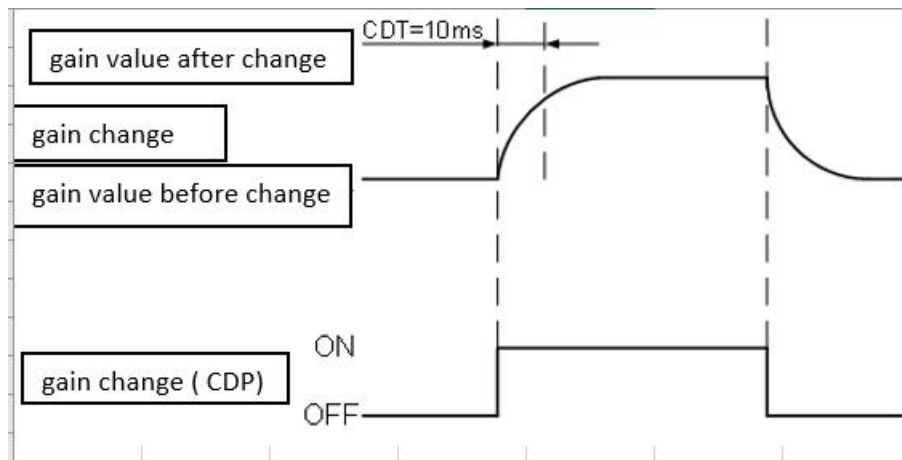 CDT=10ms
gain value after change
gain change
gain value before change
ON
gain change ( CDP)
OFF